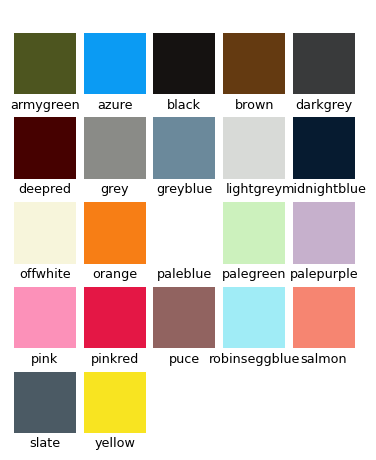 armygreen azure black brown darkgrey
deepred grey greyblue lightgrey midnightblue
offwhite orange paleblue palegreen palepurple
pink pinkred puce robinseggblue salmon
slate yellow